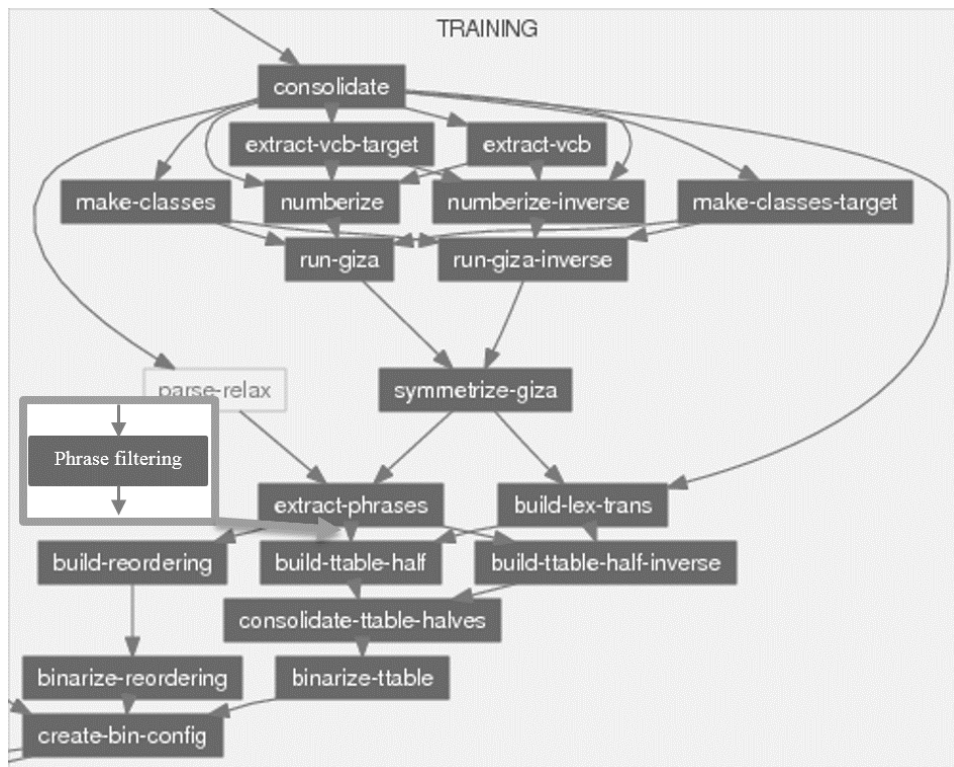 TRAINING
consolidate
extract-vcb-target
extract-vcb
make-classes
numberize
numberize-inverse
make-classes-target
run-giza
run-giza-inverse
parse-relax
symmetrize-giza
Phrase filtering
extract-phrases
build-lex-trans
build-reordering
build-ttable-half
build-ttable-half-inverse
consolidate-ttable-halves
binarize-reordering
binarize-ttable
create-bin-config